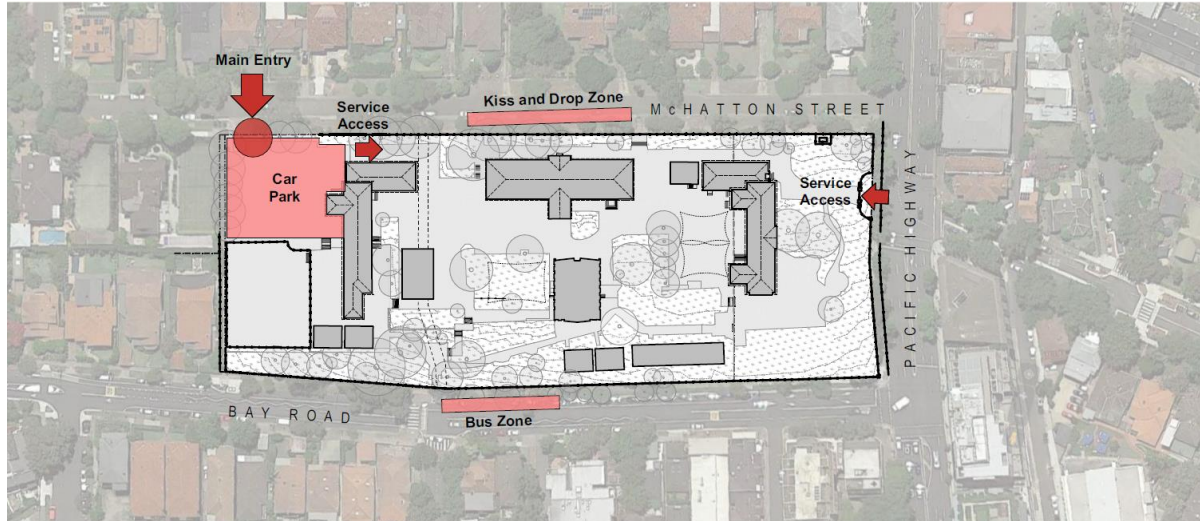 Main Entry
Service
Access
Kiss and Drop Zone
McHATTON STREET
Car
Park
Service
Access
PACIFIC HIGHWAY
BAY ROAD
Bus Zone